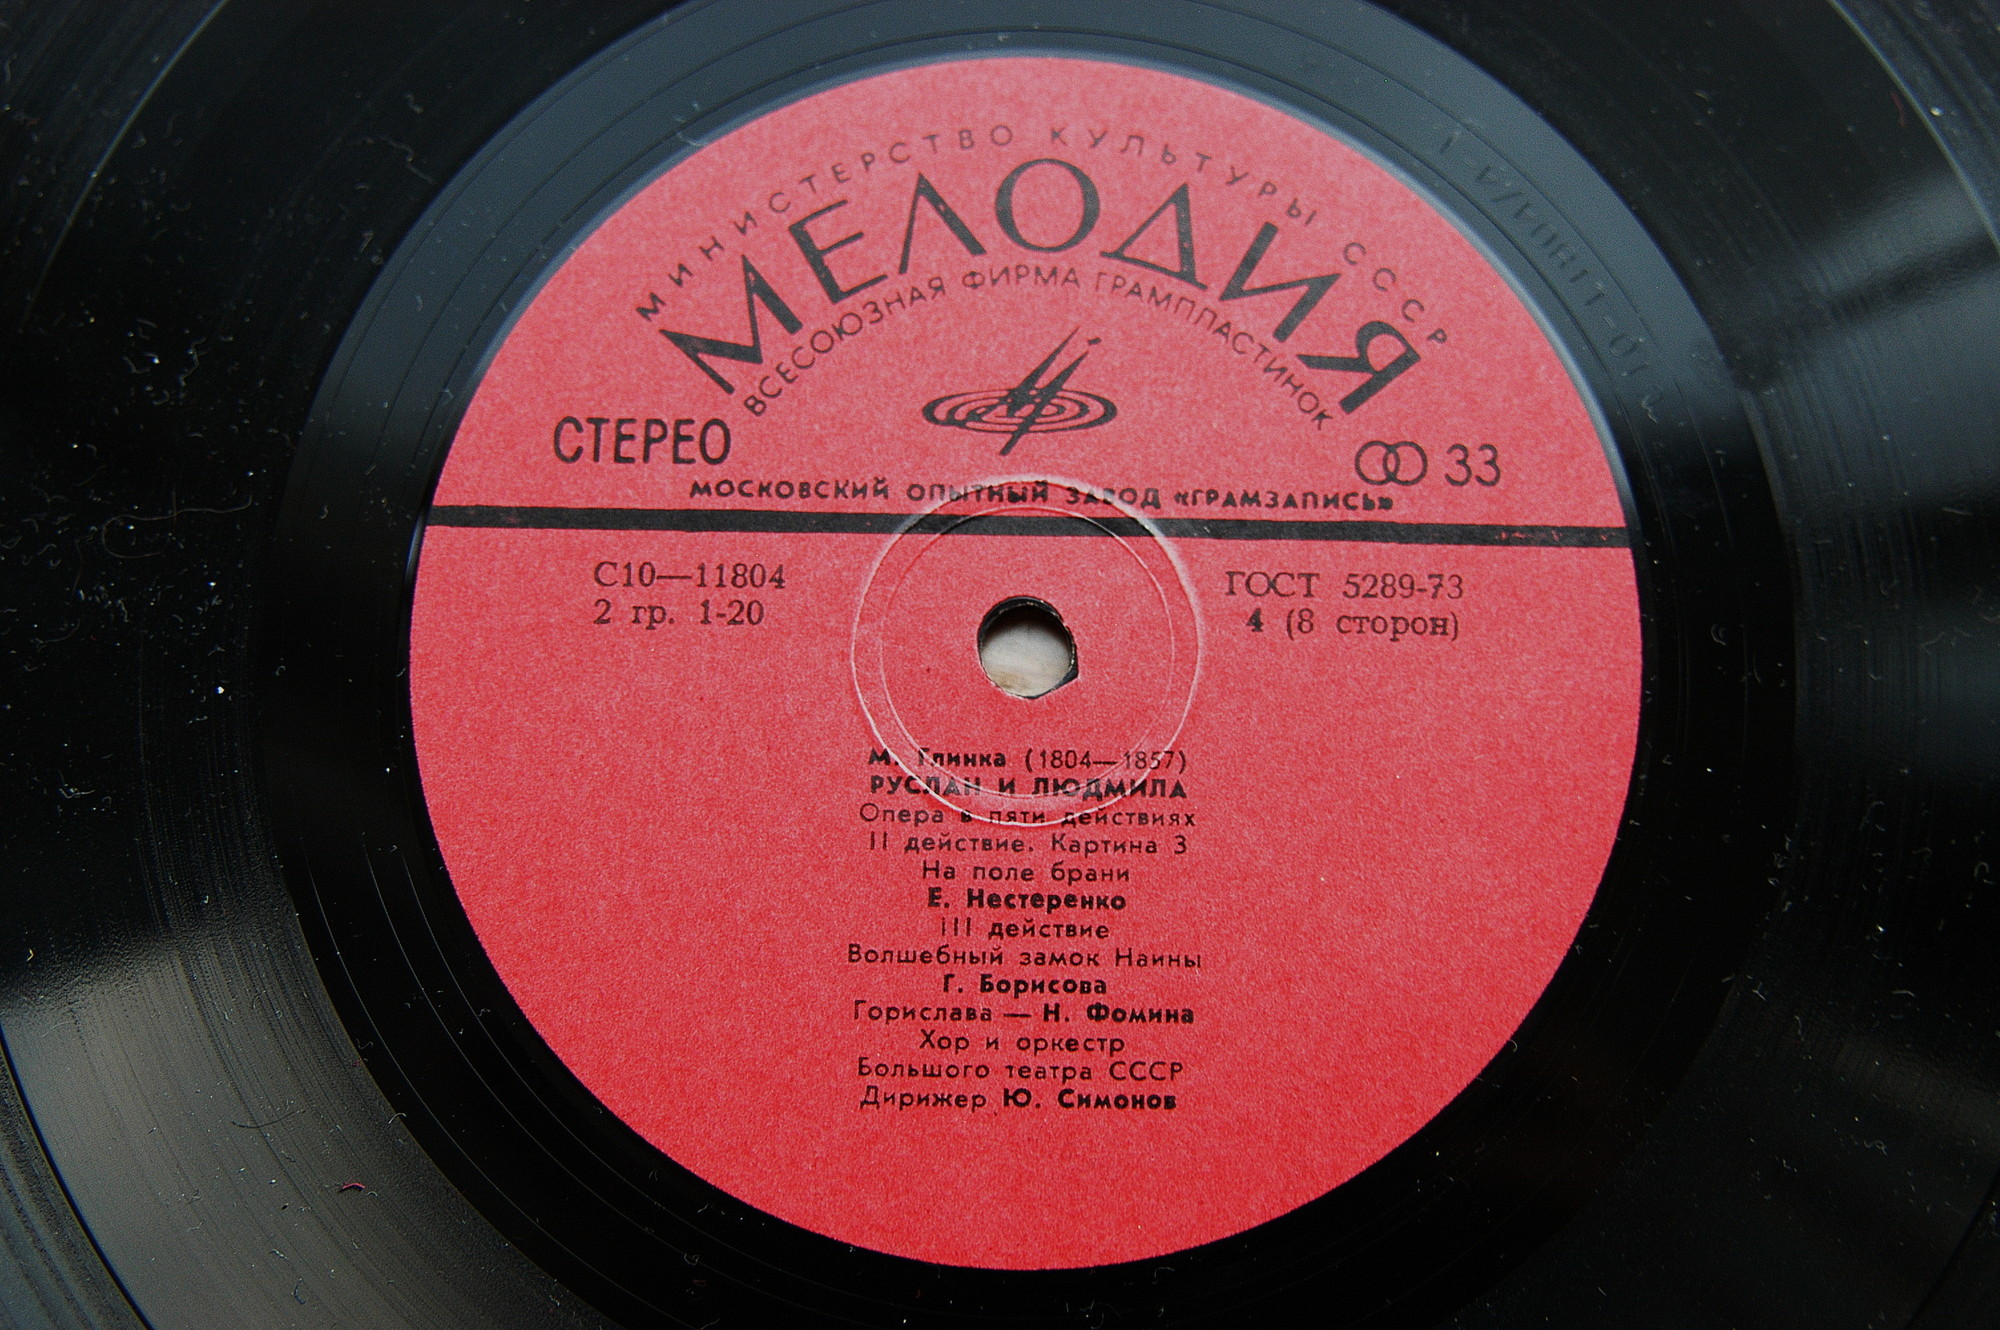 МИНИСТЕРСТВО КУЛЬТУРЫ СССР
МЕЛОДИЯ
ВСЕСОЮЗНАЯ ФИРМА ГРАМПЛАСТИНОК
СТЕРЕО
33
МОСКОВСКИЙ ОПЫТНЫЙ ЗАВОД «ГРАМЗАПИСЬ»
С10—11804
2 гр. 1-20
ГОСТ 5289-73
4 (8 сторон)
М. Глинка (1804—1857)
РУСЛАН И ЛЮДМИЛА
Опера в пяти действиях
II действие. Картина 3
На поле брани
Е. Нестеренко
III действие
Волшебный замок Наины
Г. Борисова
Горислава — Н. Фомина
Хор и оркестр
Большого театра СССР
Дирижер Ю. Симонов